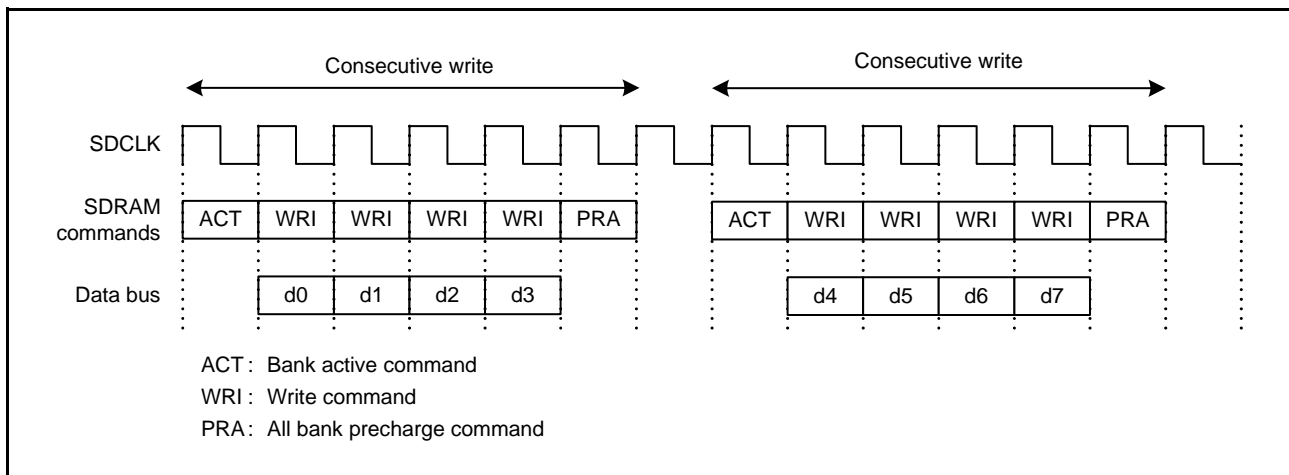 Consecutive write Consecutive write
SDCLK
SDRAM commands ACT WRI WRI WRI WRI PRA ACT WRI WRI WRI WRI PRA
Data bus d0 d1 d2 d3 d4 d5 d6 d7
ACT : Bank active command
WRI : Write command
PRA : All bank precharge command